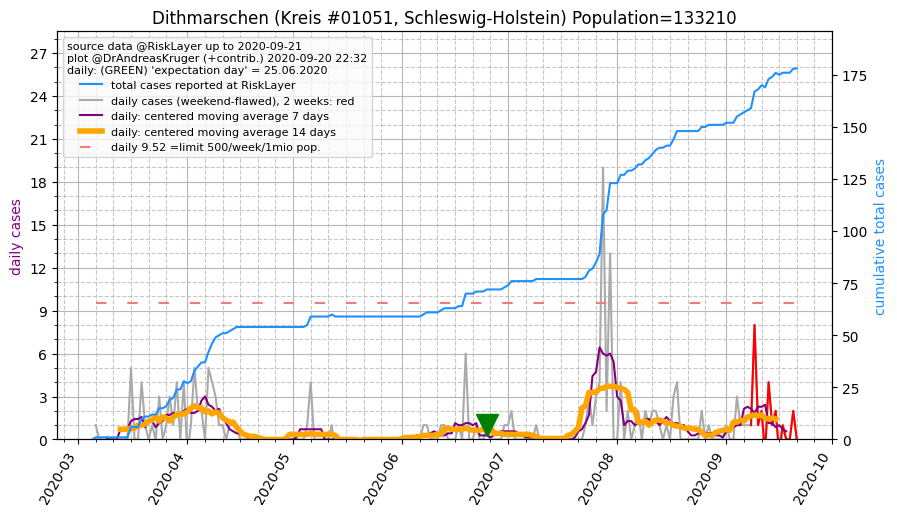 Dithmarschen (Kreis #01051, Schleswig-Holstein) Population=133210
source data @RiskLayer up to 2020-09-21
plot @DrAndreasKruger (+contrib.) 2020-09-20 22:32
daily: (GREEN) 'expectation day' = 25.06.2020
total cases reported at RiskLayer
daily cases (weekend-flawed), 2 weeks: red
daily: centered moving average 7 days
daily: centered moving average 14 days
daily 9.52 =limit 500/week/1mio pop.
daily cases
27
24
21
18
15
12
9
6
3
0
175
150
125
100
75
50
25
0
cumulative total cases
2020-03
2020-04
2020-05
2020-06
2020-07
2020-08
2020-09
2020-10